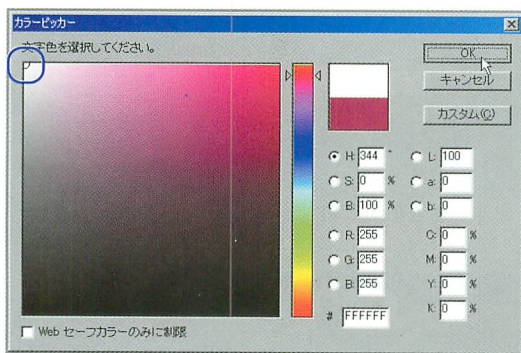 カラーピッカー
文字色を選択してください。
OK
キャンセル
カスタム(C)
H: 344 °
S: 0 %
B: 100 %
R: 255
G: 255
B: 255
# FFFFFF
L: 100
a: 0
b: 0
C: 0 %
M: 0 %
Y: 0 %
K: 0 %
Web セーフカラーのみに制限